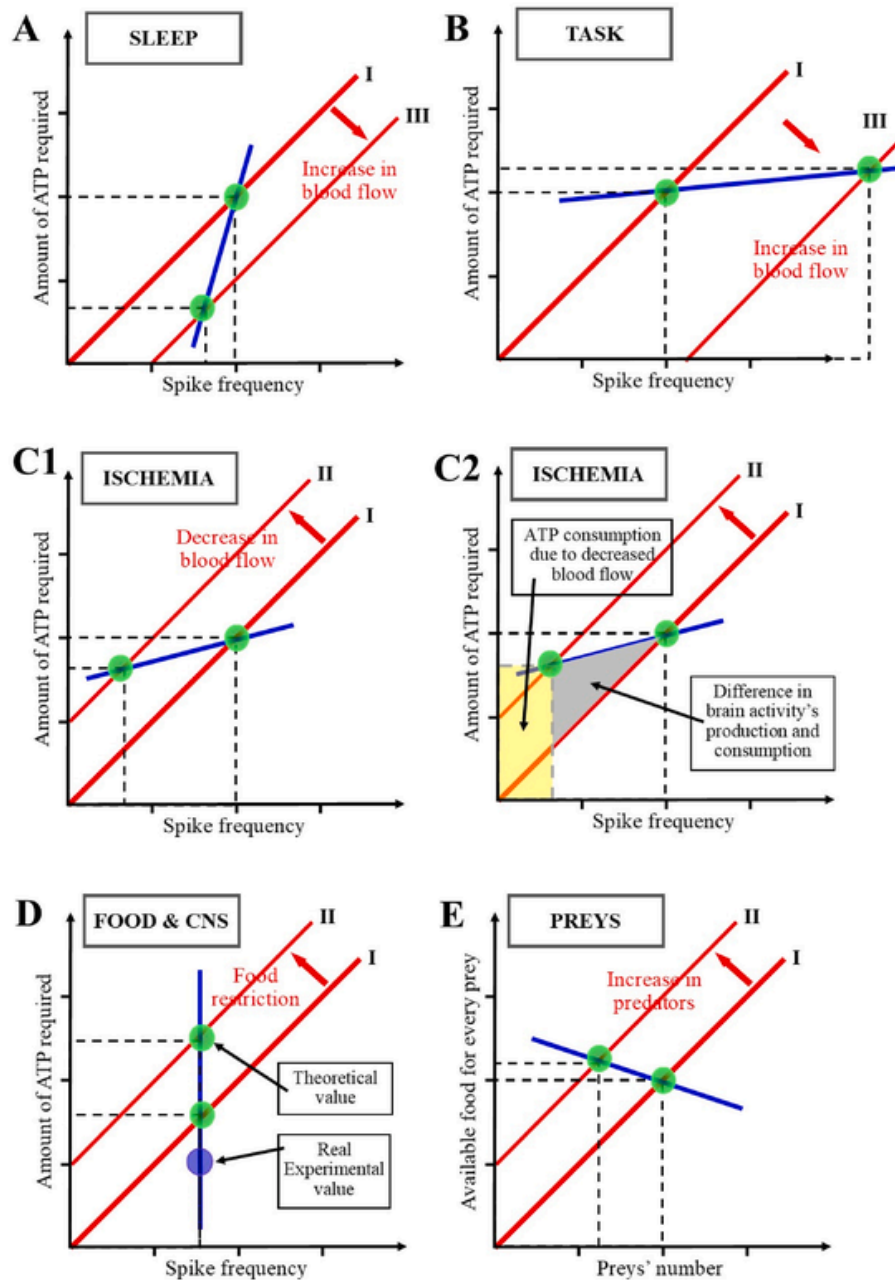 A
SLEEP
Amount of ATP required
I
III
Increase in
blood flow
Spike frequency
B
TASK
Amount of ATP required
I
III
Increase in
blood flow
Spike frequency
C1
ISCHEMIA
Amount of ATP required
II
I
Decrease in
blood flow
Spike frequency
C2
ISCHEMIA
Amount of ATP required
II
I
ATP consumption
due to decreased
blood flow
Difference in
brain activity's
production and
consumption
Spike frequency
D
FOOD & CNS
Amount of ATP required
II
I
Food
restriction
Theoretical
value
Real
Experimental
value
Spike frequency
E
PREYS
Available food for every prey
II
I
Increase in
predators
Preys' number